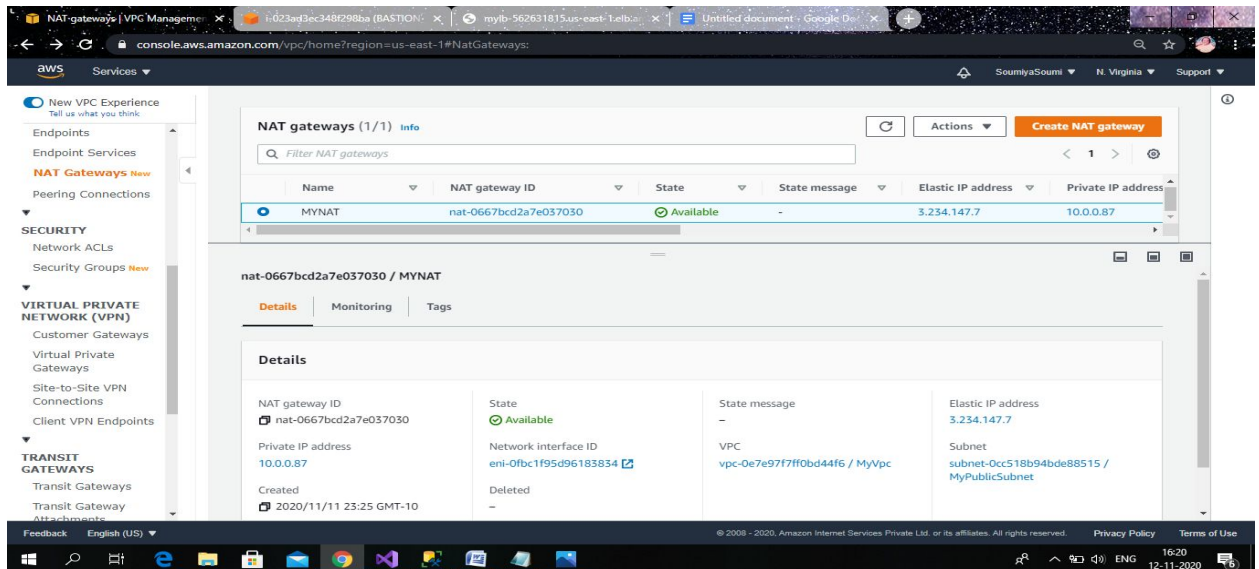 NAT gateways | VPC Managemen
i-023ad3ec348f298ba (BASTION
mylb-562631815.us-east-1.elb.a
Untitled document - Google Do
console.aws.amazon.com/vpc/home?region=us-east-1#NatGateways:
aws Services SoumiyaSoumi N. Virginia Support
New VPC Experience
Tell us what you think
Endpoints
Endpoint Services
NAT Gateways New
Peering Connections
SECURITY
Network ACLs
Security Groups New
VIRTUAL PRIVATE
NETWORK (VPN)
Customer Gateways
Virtual Private
Gateways
Site-to-Site VPN
Connections
Client VPN Endpoints
TRANSIT
GATEWAYS
Transit Gateways
Transit Gateway
Attachments
NAT gateways (1/1) Info
Actions
Create NAT gateway
Filter NAT gateways
1
Name NAT gateway ID State State message Elastic IP address Private IP address
MYNAT nat-0667bcd2a7e037030 Available - 3.234.147.7 10.0.0.87
nat-0667bcd2a7e037030 / MYNAT
Details Monitoring Tags
Details
NAT gateway ID State State message Elastic IP address
nat-0667bcd2a7e037030 Available - 3.234.147.7
Private IP address Network interface ID VPC Subnet
10.0.0.87 eni-0fbc1f95d96183834 vpc-0e7e97f7ff0bd44f6 / MyVpc subnet-0cc518b94bde88515 /
MyPublicSubnet
Created Deleted
2020/11/11 23:25 GMT-10 -
Feedback English (US) © 2008 - 2020, Amazon Internet Services Private Ltd. or its affiliates. All rights reserved. Privacy Policy Terms of Use
ENG
16:20
12-11-2020
6